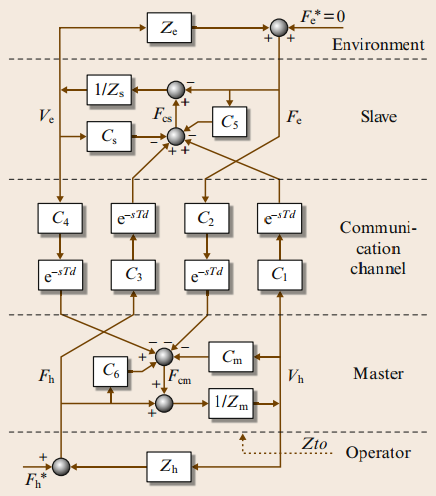 Z_e
F_e*=0
Environment
1/Z_s
V_e
F_cs
C_5
F_e
Slave
C_s
C_4
e^{-sTd}
C_2
e^{-sTd}
Communi-
cation
channel
e^{-sTd}
C_3
e^{-sTd}
C_1
F_h
C_6
F_cm
C_m
V_h
Master
1/Z_m
Zto
Operator
F_h*
Z_h